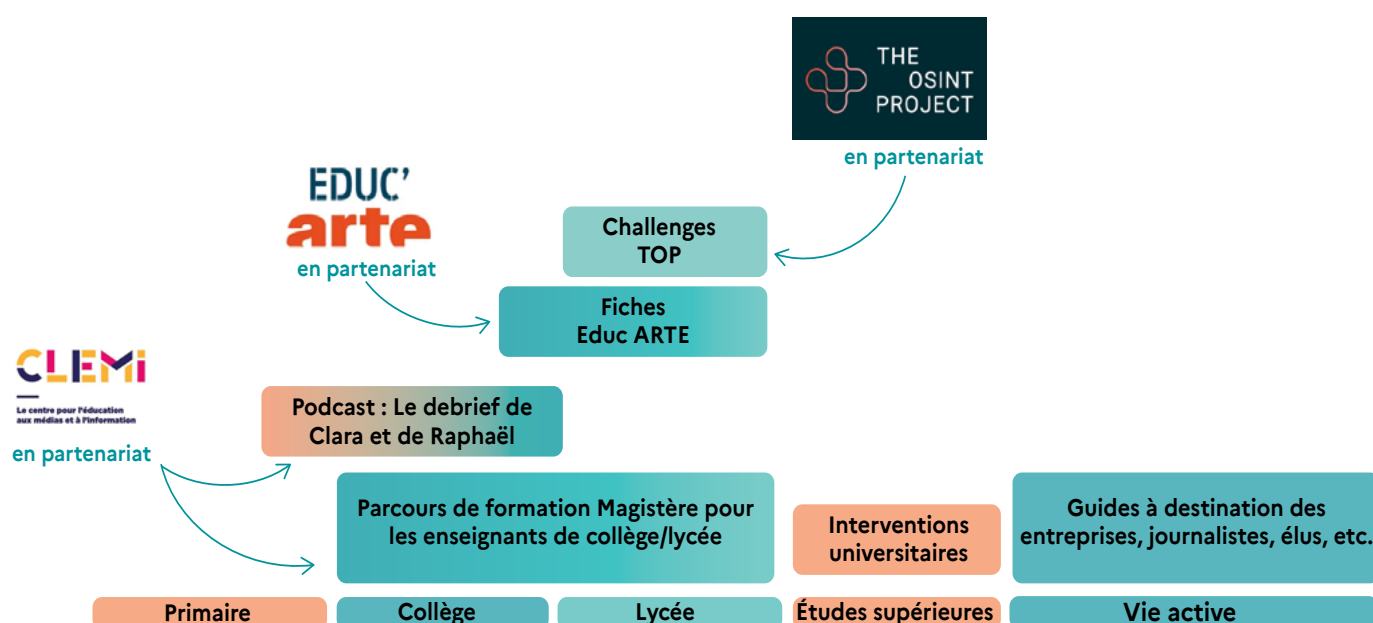 THE
OSINT
PROJECT
en partenariat
EDUC'
arte
en partenariat
Challenges
TOP
Fiches
Educ ARTE
CLEMI
Le centre pour l'éducation
aux médias et à l'information
en partenariat
Podcast : Le debrief de
Clara et de Raphaël
Parcours de formation Magistère pour
les enseignants de collège/lycée
Interventions
universitaires
Guides à destination des
entreprises, journalistes, élus, etc.
Primaire
Collège
Lycée
Études supérieures
Vie active